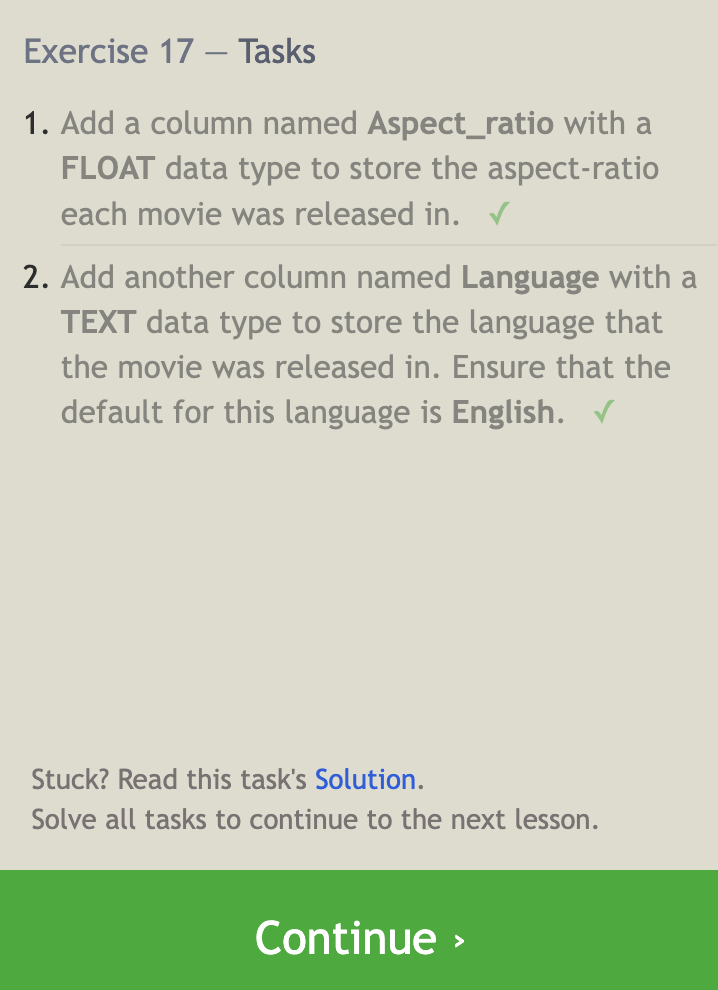 Exercise 17 — Tasks
1. Add a column named Aspect_ratio with a
FLOAT data type to store the aspect-ratio
each movie was released in. ✓
2. Add another column named Language with a
TEXT data type to store the language that
the movie was released in. Ensure that the
default for this language is English. ✓
Stuck? Read this task's Solution.
Solve all tasks to continue to the next lesson.
Continue ›